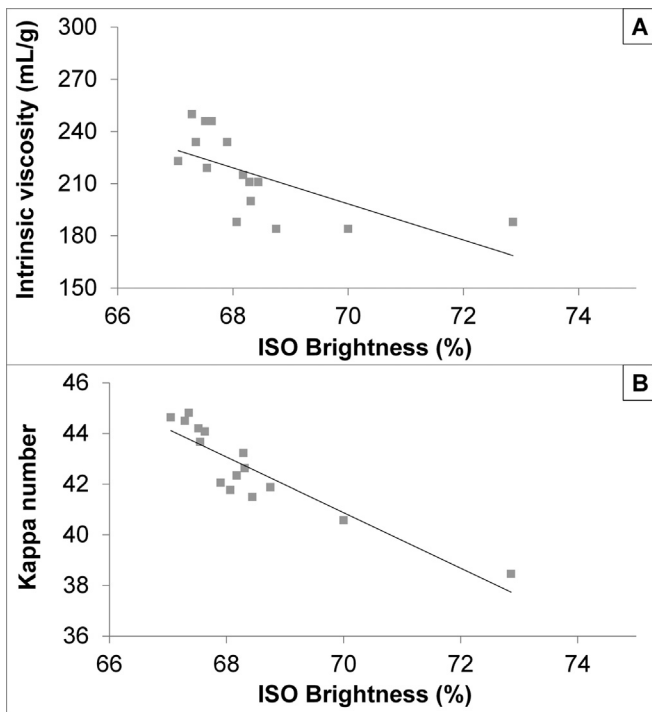 A
Intrinsic viscosity (mL/g)
300
270
240
210
180
150
66 68 70 72 74
ISO Brightness (%)
B
Kappa number
46
44
42
40
38
36
66 68 70 72 74
ISO Brightness (%)